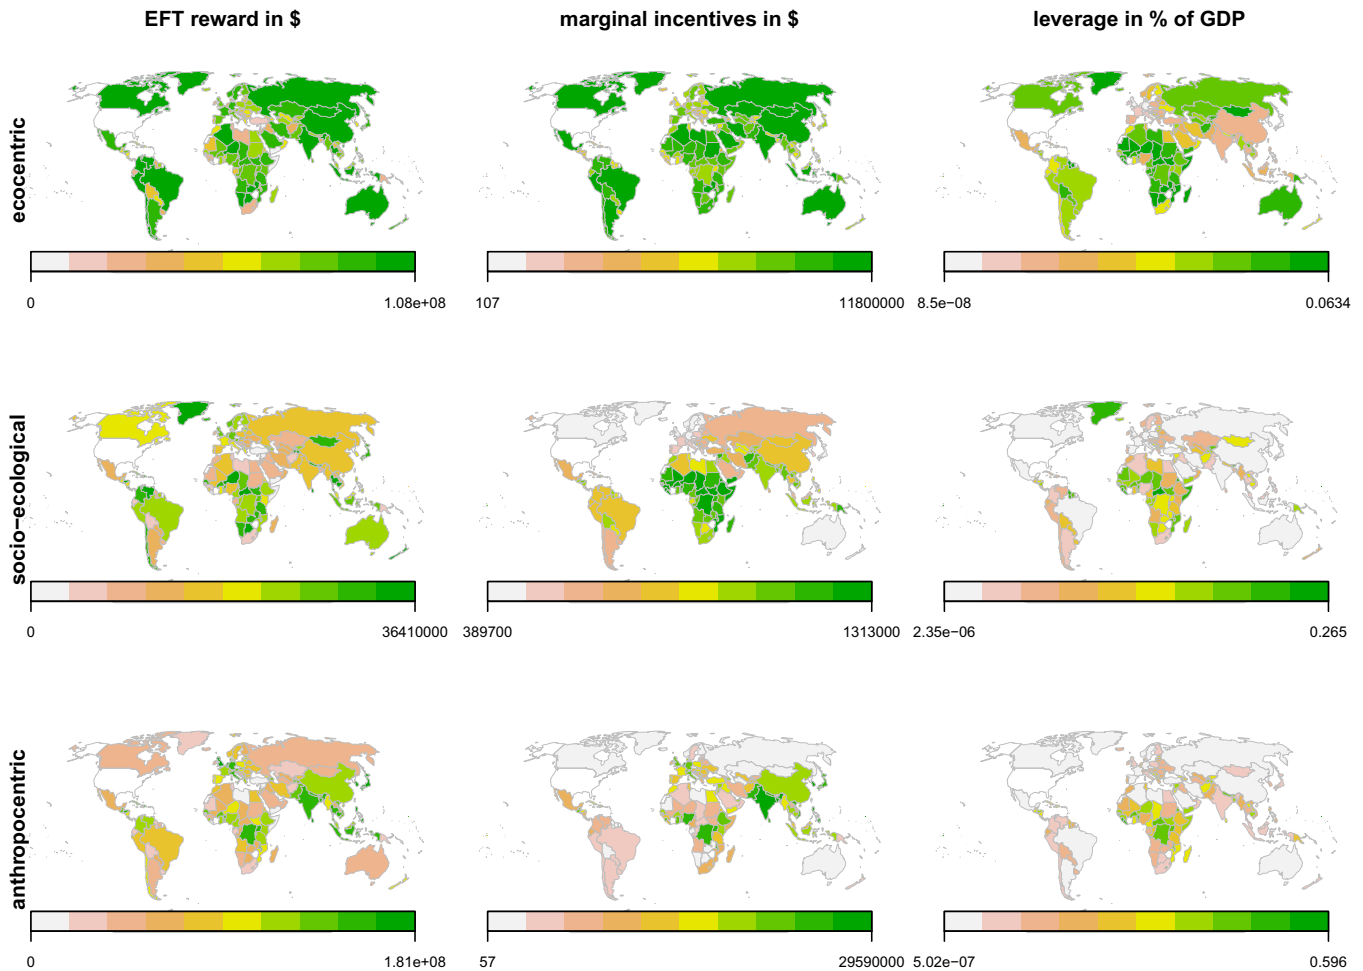 EFT reward in $ marginal incentives in $ leverage in % of GDP
ecocentric
0 1.08e+08 107 11800000 8.5e-08 0.0634
socio-ecological
0 36410000 389700 1313000 2.35e-06 0.265
anthropocentric
0 1.81e+08 57 29590000 5.02e-07 0.596